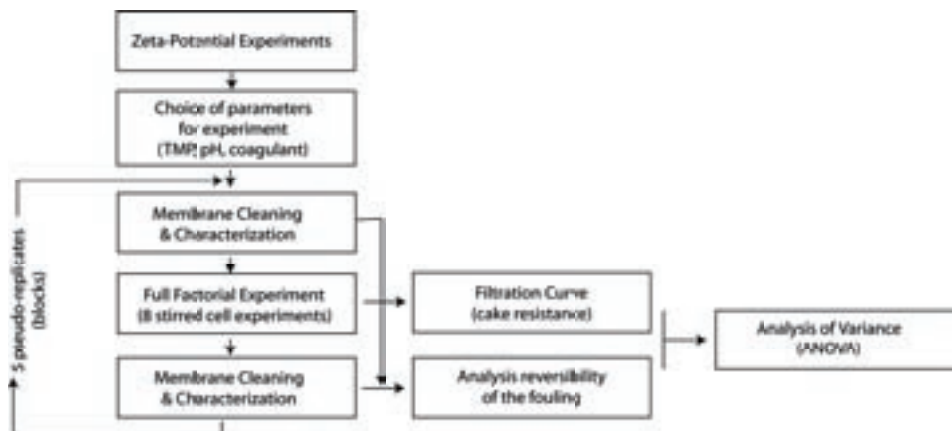 Zeta-Potential Experiments
Choice of parameters
for experiment
(TMP, pH, coagulant)
Membrane Cleaning
& Characterization
Full Factorial Experiment
(8 stirred cell experiments)
Membrane Cleaning
& Characterization
5 pseudo-replicates
(blocks)
Filtration Curve
(cake resistance)
Analysis reversibility
of the fouling
Analysis of Variance
(ANOVA)